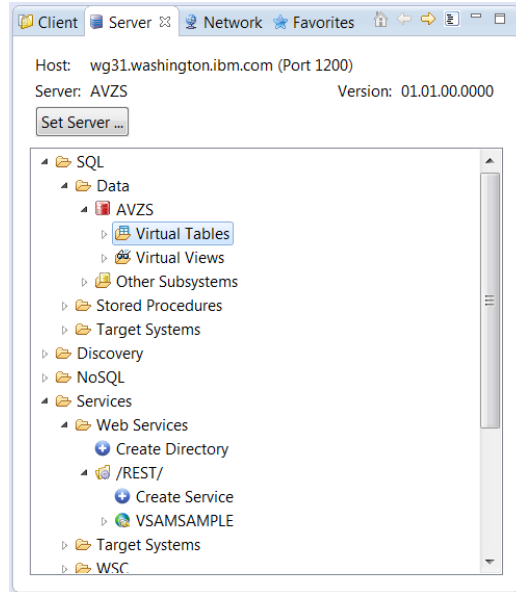 Client Server Network Favorites
Host: wg31.washington.ibm.com (Port 1200)
Server: AVZS Version: 01.01.00.0000
Set Server ...
SQL
Data
AVZS
Virtual Tables
Virtual Views
Other Subsystems
Stored Procedures
Target Systems
Discovery
NoSQL
Services
Web Services
Create Directory
/REST/
Create Service
VSAMSAMPLE
Target Systems
WSC